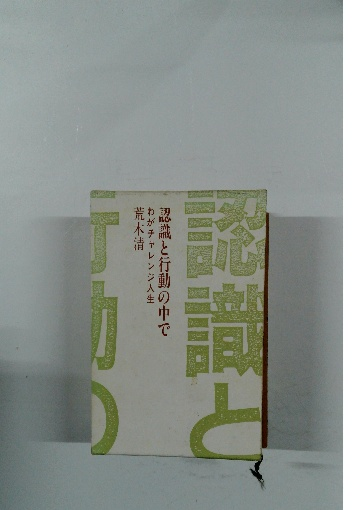 認識と
行動の
認識と行動の中で
わがチャレンジ人生
荒木清